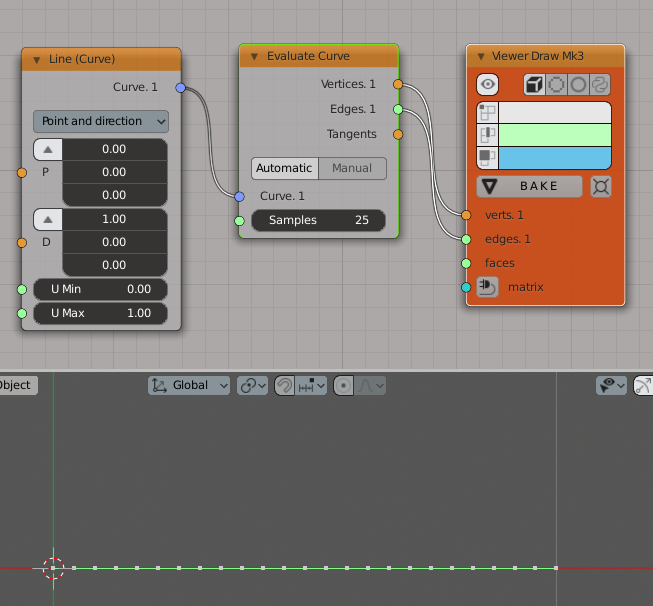 Line (Curve)
Curve. 1
Point and direction
P
0.00
0.00
0.00
D
1.00
0.00
0.00
U Min 0.00
U Max 1.00
Evaluate Curve
Vertices. 1
Edges. 1
Tangents
Automatic Manual
Curve. 1
Samples 25
Viewer Draw Mk3
BAKE
verts. 1
edges. 1
faces
matrix
Object
Global